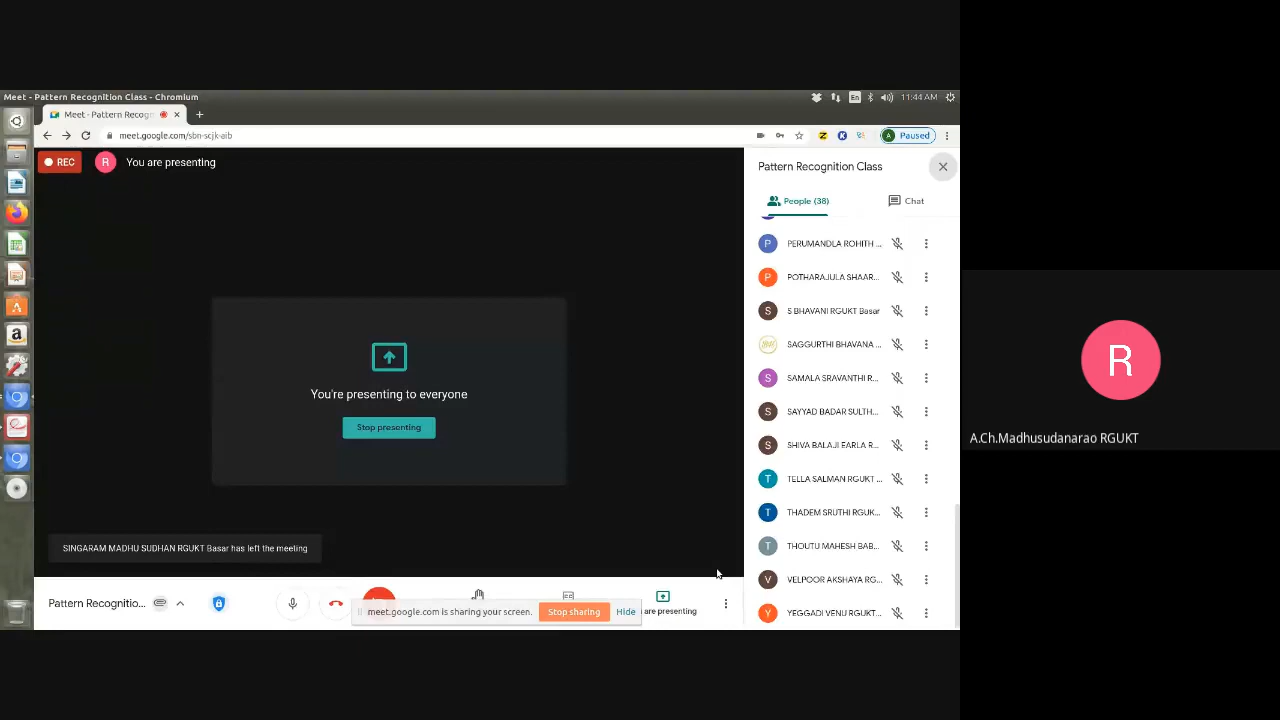 Meet - Pattern Recognition Class - Chromium
En
11:44 AM
Meet - Pattern Recog
meet.google.com/sbn-scjk-aib
A
Paused
REC
R
You are presenting
Pattern Recognition Class
People (38)
Chat
P PERUMANDLA ROHITH ...
P POTHARAJULA SHAAR...
S S BHAVANI RGUKT Basar
SAGGURTHI BHAVANA ...
S SAMALA SRAVANTHI R...
S SAYYAD BADAR SULTH...
S SHIVA BALAJI EARLA R...
T TELLA SALMAN RGUKT ...
T THADEM SRUTHI RGUK...
T THOUTU MAHESH BAB...
V VELPOOR AKSHAYA RG...
Y YEGGADI VENU RGUKT...
You're presenting to everyone
Stop presenting
SINGARAM MADHU SUDHAN RGUKT Basar has left the meeting
Pattern Recognitio...
meet.google.com is sharing your screen.
Stop sharing
Hide
are presenting
R
A.Ch.Madhusudanarao RGUKT